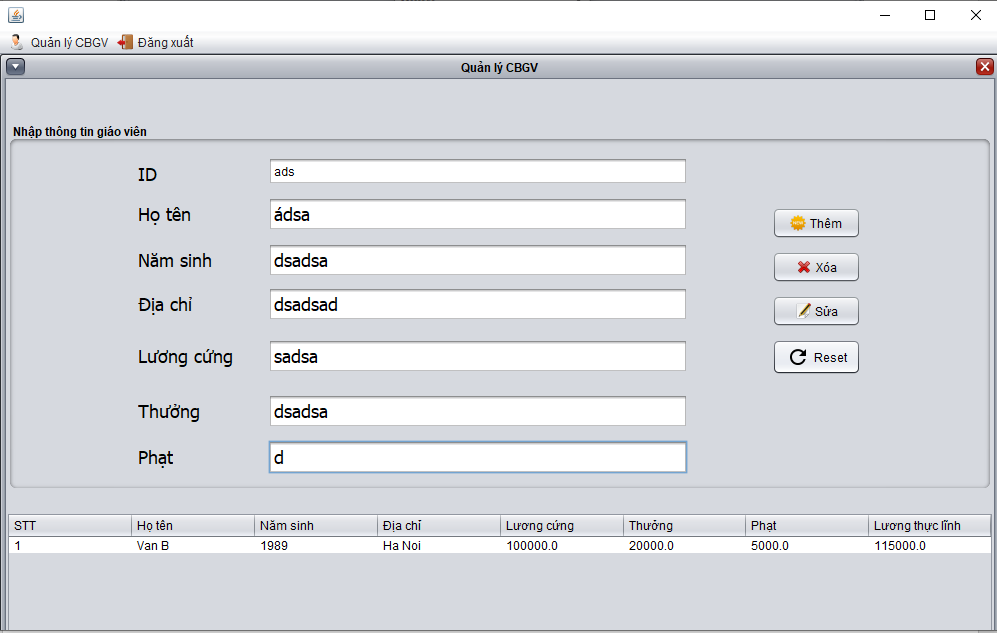 Quản lý CBGV Đăng xuất
Quản lý CBGV
Nhập thông tin giáo viên
ID ads
Họ tên ádsa
Năm sinh dsadsa
Địa chỉ dsadsad
Lương cứng sadsa
Thưởng dsadsa
Phạt d
Thêm
Xóa
Sửa
Reset
STT Họ tên Năm sinh Địa chỉ Lương cứng Thưởng Phạt Lương thực lĩnh
1 Van B 1989 Ha Noi 100000.0 20000.0 5000.0 115000.0